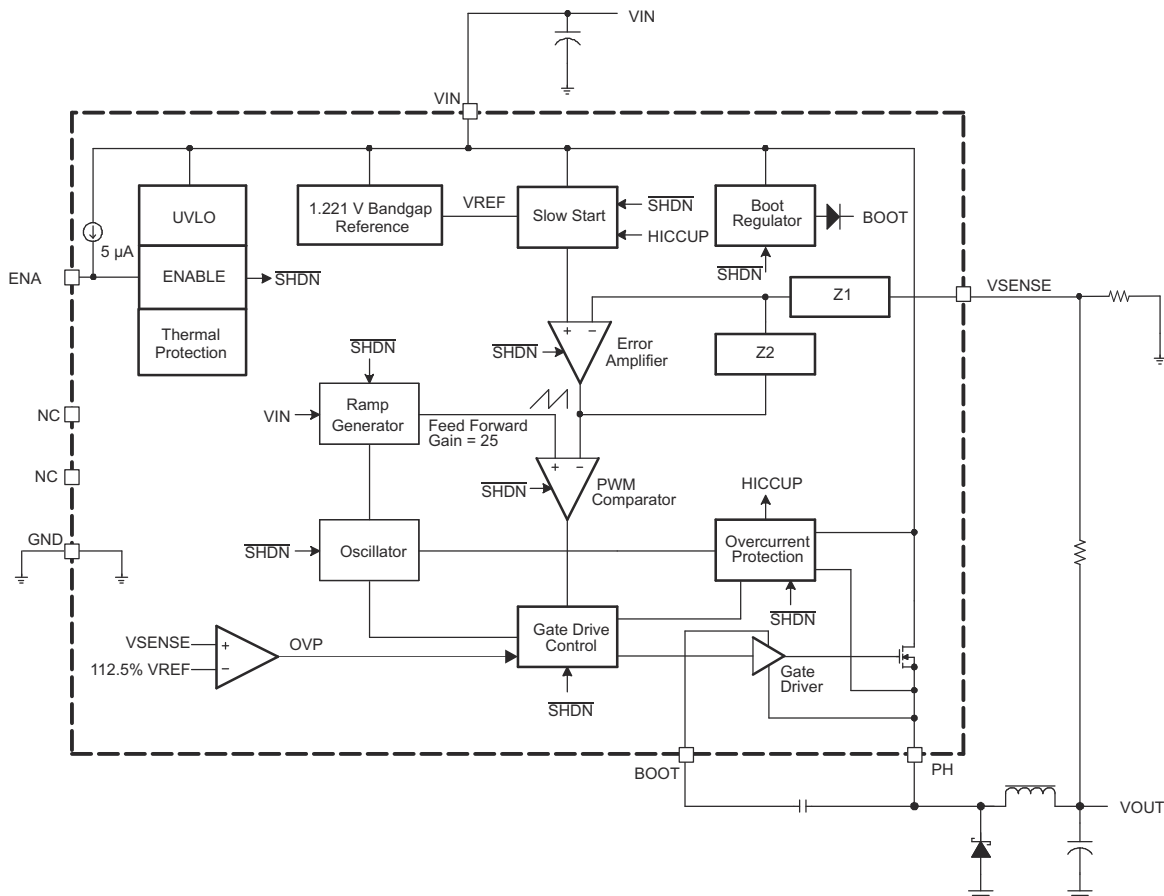 VIN
VIN
UVLO
1.221 V Bandgap
Reference
VREF
Slow Start
SHDN
HICCUP
Boot
Regulator
BOOT
SHDN
5 µA
ENA
ENABLE
SHDN
Thermal
Protection
Z1
VSENSE
Z2
+ −
SHDN
Error
Amplifier
SHDN
VIN
Ramp
Generator
Feed Forward
Gain = 25
NC
NC
+ −
SHDN
PWM
Comparator
HICCUP
GND
SHDN
Oscillator
Overcurrent
Protection
SHDN
VSENSE
+
112.5% VREF
−
OVP
Gate Drive
Control
SHDN
Gate
Driver
BOOT
PH
VOUT